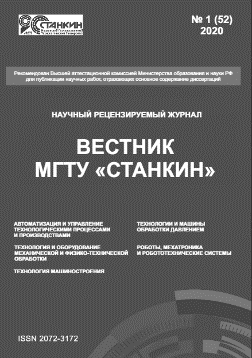 СТАНКИН
№ 1 (52)
2020
Рекомендован Высшей аттестационной комиссией Министерства образования и науки РФ
для публикации научных работ, отражающих основное содержание диссертаций
НАУЧНЫЙ РЕЦЕНЗИРУЕМЫЙ ЖУРНАЛ
ВЕСТНИК
МГТУ «СТАНКИН»
АВТОМАТИЗАЦИЯ И УПРАВЛЕНИЕ
ТЕХНОЛОГИЧЕСКИМИ ПРОЦЕССАМИ
И ПРОИЗВОДСТВАМИ
ТЕХНОЛОГИЯ И ОБОРУДОВАНИЕ
МЕХАНИЧЕСКОЙ И ФИЗИКО-ТЕХНИЧЕСКОЙ
ОБРАБОТКИ
ТЕХНОЛОГИЯ МАШИНОСТРОЕНИЯ
ТЕХНОЛОГИИ И МАШИНЫ
ОБРАБОТКИ ДАВЛЕНИЕМ
РОБОТЫ, МЕХАТРОНИКА
И РОБОТОТЕХНИЧЕСКИЕ СИСТЕМЫ
ISSN 2072-3172